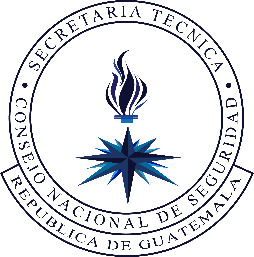 • SECRETARIA TECNICA •
CONSEJO NACIONAL DE SEGURIDAD
REPUBLICA DE GUATEMALA